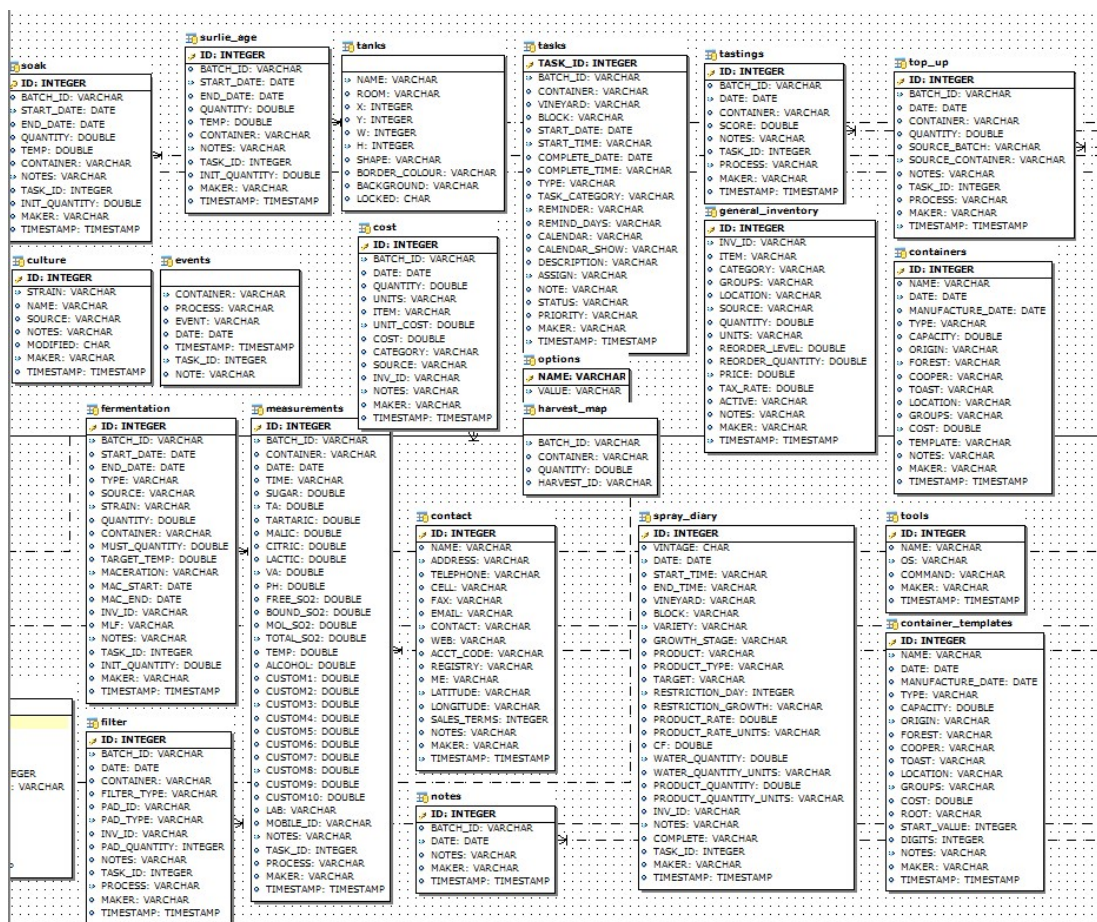 soak
ID: INTEGER
BATCH_ID: VARCHAR
START_DATE: DATE
END_DATE: DATE
QUANTITY: DOUBLE
TEMP: DOUBLE
CONTAINER: VARCHAR
NOTES: VARCHAR
TASK_ID: INTEGER
INIT_QUANTITY: DOUBLE
MAKER: VARCHAR
TIMESTAMP: TIMESTAMP
surlie_age
ID: INTEGER
BATCH_ID: VARCHAR
START_DATE: DATE
END_DATE: DATE
QUANTITY: DOUBLE
TEMP: DOUBLE
CONTAINER: VARCHAR
NOTES: VARCHAR
TASK_ID: INTEGER
INIT_QUANTITY: DOUBLE
MAKER: VARCHAR
TIMESTAMP: TIMESTAMP
tanks
NAME: VARCHAR
ROOM: VARCHAR
X: INTEGER
Y: INTEGER
W: INTEGER
H: INTEGER
SHAPE: VARCHAR
BORDER_COLOUR: VARCHAR
BACKGROUND: VARCHAR
LOCKED: CHAR
tasks
TASK_ID: INTEGER
BATCH_ID: VARCHAR
CONTAINER: VARCHAR
VINEYARD: VARCHAR
BLOCK: VARCHAR
START_DATE: DATE
START_TIME: VARCHAR
COMPLETE_DATE: DATE
COMPLETE_TIME: VARCHAR
TYPE: VARCHAR
TASK_CATEGORY: VARCHAR
REMINDER: VARCHAR
REMIND_DAYS: VARCHAR
CALENDAR: VARCHAR
CALENDAR_SHOW: VARCHAR
DESCRIPTION: VARCHAR
ASSIGN: VARCHAR
NOTE: VARCHAR
STATUS: VARCHAR
PRIORITY: VARCHAR
MAKER: VARCHAR
TIMESTAMP: TIMESTAMP
tastings
ID: INTEGER
BATCH_ID: VARCHAR
DATE: DATE
CONTAINER: VARCHAR
SCORE: DOUBLE
NOTES: VARCHAR
TASK_ID: INTEGER
PROCESS: VARCHAR
MAKER: VARCHAR
TIMESTAMP: TIMESTAMP
top_up
ID: INTEGER
BATCH_ID: VARCHAR
DATE: DATE
CONTAINER: VARCHAR
QUANTITY: DOUBLE
SOURCE_BATCH: VARCHAR
SOURCE_CONTAINER: VARCHAR
NOTES: VARCHAR
TASK_ID: INTEGER
PROCESS: VARCHAR
MAKER: VARCHAR
TIMESTAMP: TIMESTAMP
culture
ID: INTEGER
STRAIN: VARCHAR
NAME: VARCHAR
SOURCE: VARCHAR
NOTES: VARCHAR
MODIFIED: CHAR
MAKER: VARCHAR
TIMESTAMP: TIMESTAMP
events
CONTAINER: VARCHAR
PROCESS: VARCHAR
EVENT: VARCHAR
DATE: DATE
TIMESTAMP: TIMESTAMP
TASK_ID: INTEGER
NOTE: VARCHAR
cost
ID: INTEGER
BATCH_ID: VARCHAR
DATE: DATE
QUANTITY: DOUBLE
UNITS: VARCHAR
ITEM: VARCHAR
UNIT_COST: DOUBLE
COST: DOUBLE
CATEGORY: VARCHAR
SOURCE: VARCHAR
INV_ID: VARCHAR
NOTES: VARCHAR
MAKER: VARCHAR
TIMESTAMP: TIMESTAMP
options
NAME: VARCHAR
VALUE: VARCHAR
harvest_map
BATCH_ID: VARCHAR
CONTAINER: VARCHAR
QUANTITY: DOUBLE
HARVEST_ID: VARCHAR
general_inventory
ID: INTEGER
INV_ID: VARCHAR
ITEM: VARCHAR
CATEGORY: VARCHAR
GROUPS: VARCHAR
LOCATION: VARCHAR
SOURCE: VARCHAR
QUANTITY: DOUBLE
UNITS: VARCHAR
REORDER_LEVEL: DOUBLE
REORDER_QUANTITY: DOUBLE
PRICE: DOUBLE
TAX_RATE: DOUBLE
ACTIVE: VARCHAR
NOTES: VARCHAR
MAKER: VARCHAR
TIMESTAMP: TIMESTAMP
containers
ID: INTEGER
NAME: VARCHAR
DATE: DATE
MANUFACTURE_DATE: DATE
TYPE: VARCHAR
CAPACITY: DOUBLE
ORIGIN: VARCHAR
FOREST: VARCHAR
COOPER: VARCHAR
TOAST: VARCHAR
LOCATION: VARCHAR
GROUPS: VARCHAR
COST: DOUBLE
TEMPLATE: VARCHAR
NOTES: VARCHAR
MAKER: VARCHAR
TIMESTAMP: TIMESTAMP
fermentation
ID: INTEGER
BATCH_ID: VARCHAR
START_DATE: DATE
END_DATE: DATE
TYPE: VARCHAR
SOURCE: VARCHAR
STRAIN: VARCHAR
QUANTITY: DOUBLE
CONTAINER: VARCHAR
MUST_QUANTITY: DOUBLE
TARGET_TEMP: DOUBLE
MACERATION: VARCHAR
MAC_START: DATE
MAC_END: DATE
INV_ID: VARCHAR
MLF: VARCHAR
NOTES: VARCHAR
TASK_ID: INTEGER
INIT_QUANTITY: DOUBLE
MAKER: VARCHAR
TIMESTAMP: TIMESTAMP
measurements
ID: INTEGER
BATCH_ID: VARCHAR
CONTAINER: VARCHAR
DATE: DATE
TIME: VARCHAR
SUGAR: DOUBLE
TA: DOUBLE
TARTARIC: DOUBLE
MALIC: DOUBLE
CITRIC: DOUBLE
LACTIC: DOUBLE
VA: DOUBLE
PH: DOUBLE
FREE_SO2: DOUBLE
BOUND_SO2: DOUBLE
MOL_SO2: DOUBLE
TOTAL_SO2: DOUBLE
TEMP: DOUBLE
ALCOHOL: DOUBLE
CUSTOM1: DOUBLE
CUSTOM2: DOUBLE
CUSTOM3: DOUBLE
CUSTOM4: DOUBLE
CUSTOM5: DOUBLE
CUSTOM6: DOUBLE
CUSTOM7: DOUBLE
CUSTOM8: DOUBLE
CUSTOM9: DOUBLE
CUSTOM10: DOUBLE
LAB: VARCHAR
MOBILE_ID: VARCHAR
NOTES: VARCHAR
TASK_ID: INTEGER
PROCESS: VARCHAR
MAKER: VARCHAR
TIMESTAMP: TIMESTAMP
contact
ID: INTEGER
NAME: VARCHAR
ADDRESS: VARCHAR
TELEPHONE: VARCHAR
CELL: VARCHAR
FAX: VARCHAR
EMAIL: VARCHAR
CONTACT: VARCHAR
WEB: VARCHAR
ACCT_CODE: VARCHAR
REGISTRY: VARCHAR
ME: VARCHAR
LATITUDE: VARCHAR
LONGITUDE: VARCHAR
SALES_TERMS: INTEGER
NOTES: VARCHAR
MAKER: VARCHAR
TIMESTAMP: TIMESTAMP
spray_diary
ID: INTEGER
VINTAGE: CHAR
DATE: DATE
START_TIME: VARCHAR
END_TIME: VARCHAR
VINEYARD: VARCHAR
BLOCK: VARCHAR
VARIETY: VARCHAR
GROWTH_STAGE: VARCHAR
PRODUCT: VARCHAR
PRODUCT_TYPE: VARCHAR
TARGET: VARCHAR
RESTRICTION_DAY: INTEGER
RESTRICTION_GROWTH: VARCHAR
PRODUCT_RATE: DOUBLE
PRODUCT_RATE_UNITS: VARCHAR
CF: DOUBLE
WATER_QUANTITY: DOUBLE
WATER_QUANTITY_UNITS: VARCHAR
PRODUCT_QUANTITY: DOUBLE
PRODUCT_QUANTITY_UNITS: VARCHAR
INV_ID: VARCHAR
NOTES: VARCHAR
COMPLETE: VARCHAR
TASK_ID: INTEGER
MAKER: VARCHAR
TIMESTAMP: TIMESTAMP
tools
ID: INTEGER
NAME: VARCHAR
OS: VARCHAR
COMMAND: VARCHAR
MAKER: VARCHAR
TIMESTAMP: TIMESTAMP
container_templates
ID: INTEGER
NAME: VARCHAR
DATE: DATE
MANUFACTURE_DATE: DATE
TYPE: VARCHAR
CAPACITY: DOUBLE
ORIGIN: VARCHAR
FOREST: VARCHAR
COOPER: VARCHAR
TOAST: VARCHAR
LOCATION: VARCHAR
GROUPS: VARCHAR
COST: DOUBLE
ROOT: VARCHAR
START_VALUE: INTEGER
DIGITS: INTEGER
NOTES: VARCHAR
MAKER: VARCHAR
TIMESTAMP: TIMESTAMP
EGER
: VARCHAR
filter
ID: INTEGER
BATCH_ID: VARCHAR
DATE: DATE
CONTAINER: VARCHAR
FILTER_TYPE: VARCHAR
PAD_ID: VARCHAR
PAD_TYPE: VARCHAR
INV_ID: VARCHAR
PAD_QUANTITY: INTEGER
NOTES: VARCHAR
TASK_ID: INTEGER
PROCESS: VARCHAR
MAKER: VARCHAR
TIMESTAMP: TIMESTAMP
notes
ID: INTEGER
BATCH_ID: VARCHAR
DATE: DATE
NOTES: VARCHAR
MAKER: VARCHAR
TIMESTAMP: TIMESTAMP